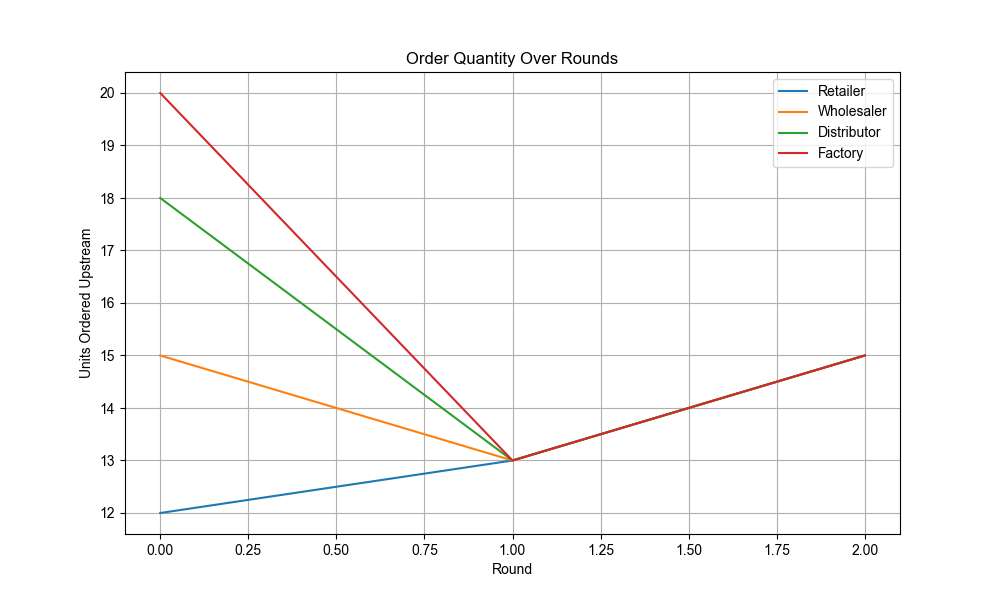 Order Quantity Over Rounds
Retailer
Wholesaler
Distributor
Factory
Units Ordered Upstream
20
19
18
17
16
15
14
13
12
0.00 0.25 0.50 0.75 1.00 1.25 1.50 1.75 2.00
Round